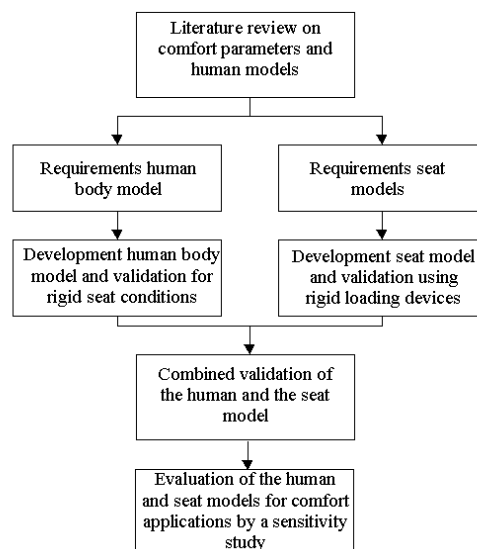 Literature review on
comfort parameters and
human models
Requirements human
body model
Requirements seat
models
Development human body
model and validation for
rigid seat conditions
Development seat model
and validation using
rigid loading devices
Combined validation of
the human and the seat
model
Evaluation of the human
and seat models for comfort
applications by a sensitivity
study